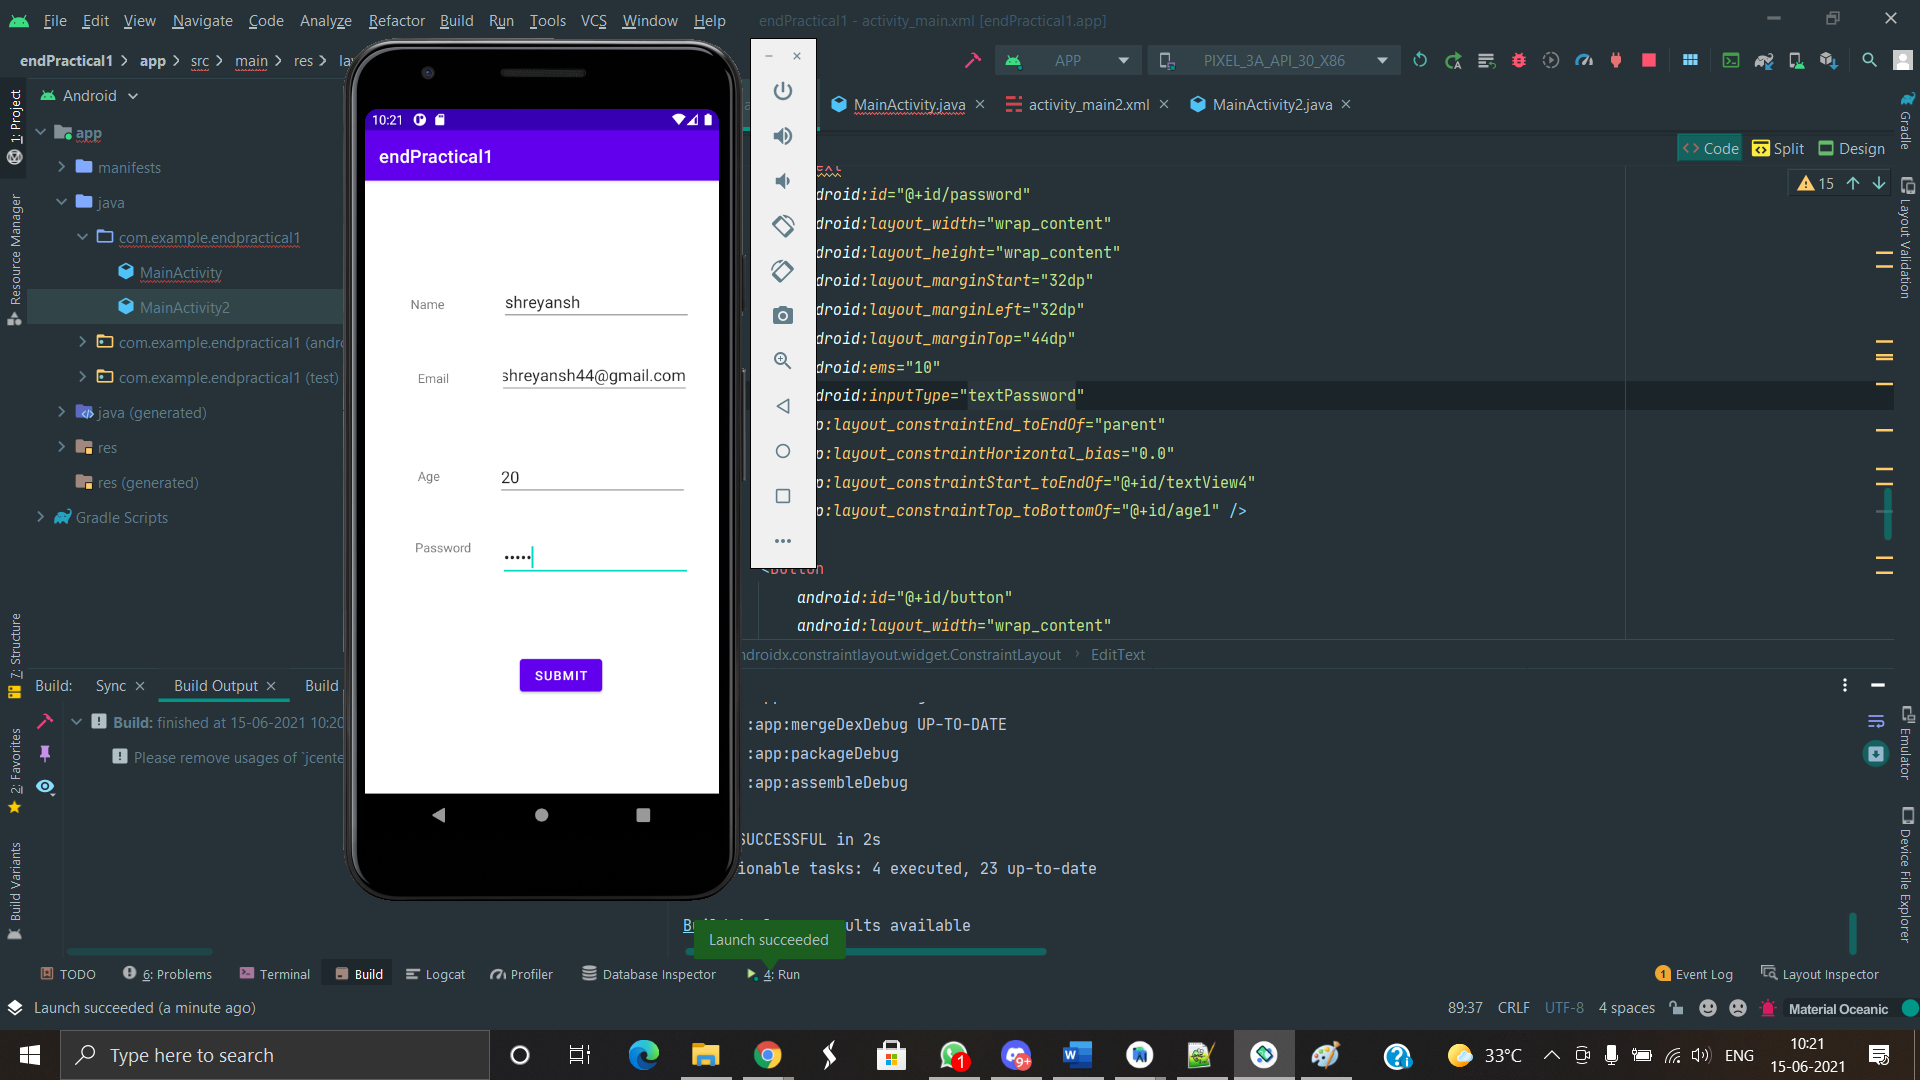 File Edit View Navigate Code Analyze Refactor Build Run Tools VCS Window Help endPractical1 - activity_main.xml [endPractical1.app]
endPractical1 app src main res
APP PIXEL_3A_API_30_X86
Android
MainActivity.java activity_main2.xml MainActivity2.java
Code Split Design
15
1: Project
Resource Manager
7: Structure
2: Favorites
Build Variants
app
manifests
java
com.example.endpractical1
MainActivity
MainActivity2
com.example.endpractical1 (andro
com.example.endpractical1 (test)
java (generated)
res
res (generated)
Gradle Scripts
10:21
endPractical1
Name shreyansh
Email shreyansh44@gmail.com
Age 20
Password •••••
SUBMIT
droid:id="@+id/password"
droid:layout_width="wrap_content"
droid:layout_height="wrap_content"
droid:layout_marginStart="32dp"
droid:layout_marginLeft="32dp"
droid:layout_marginTop="44dp"
droid:ems="10"
droid:inputType="textPassword"
p:layout_constraintEnd_toEndOf="parent"
p:layout_constraintHorizontal_bias="0.0"
p:layout_constraintStart_toEndOf="@+id/textView4"
p:layout_constraintTop_toBottomOf="@+id/age1" />
<Button
android:id="@+id/button"
android:layout_width="wrap_content"
ndroidx.constraintlayout.widget.ConstraintLayout EditText
Gradle
Layout Validation
Emulator
Device File Explorer
Build: Sync Build Output Build
Build: finished at 15-06-2021 10:20
Please remove usages of `jcente
:app:mergeDexDebug UP-TO-DATE
:app:packageDebug
:app:assembleDebug
SUCCESSFUL in 2s
ionable tasks: 4 executed, 23 up-to-date
ults available
Launch succeeded
TODO 6: Problems Terminal Build Logcat Profiler Database Inspector 4: Run 1 Event Log Layout Inspector
Launch succeeded (a minute ago) 89:37 CRLF UTF-8 4 spaces Material Oceanic
Type here to search 1 9+ 33°C ENG 10:21
15-06-2021